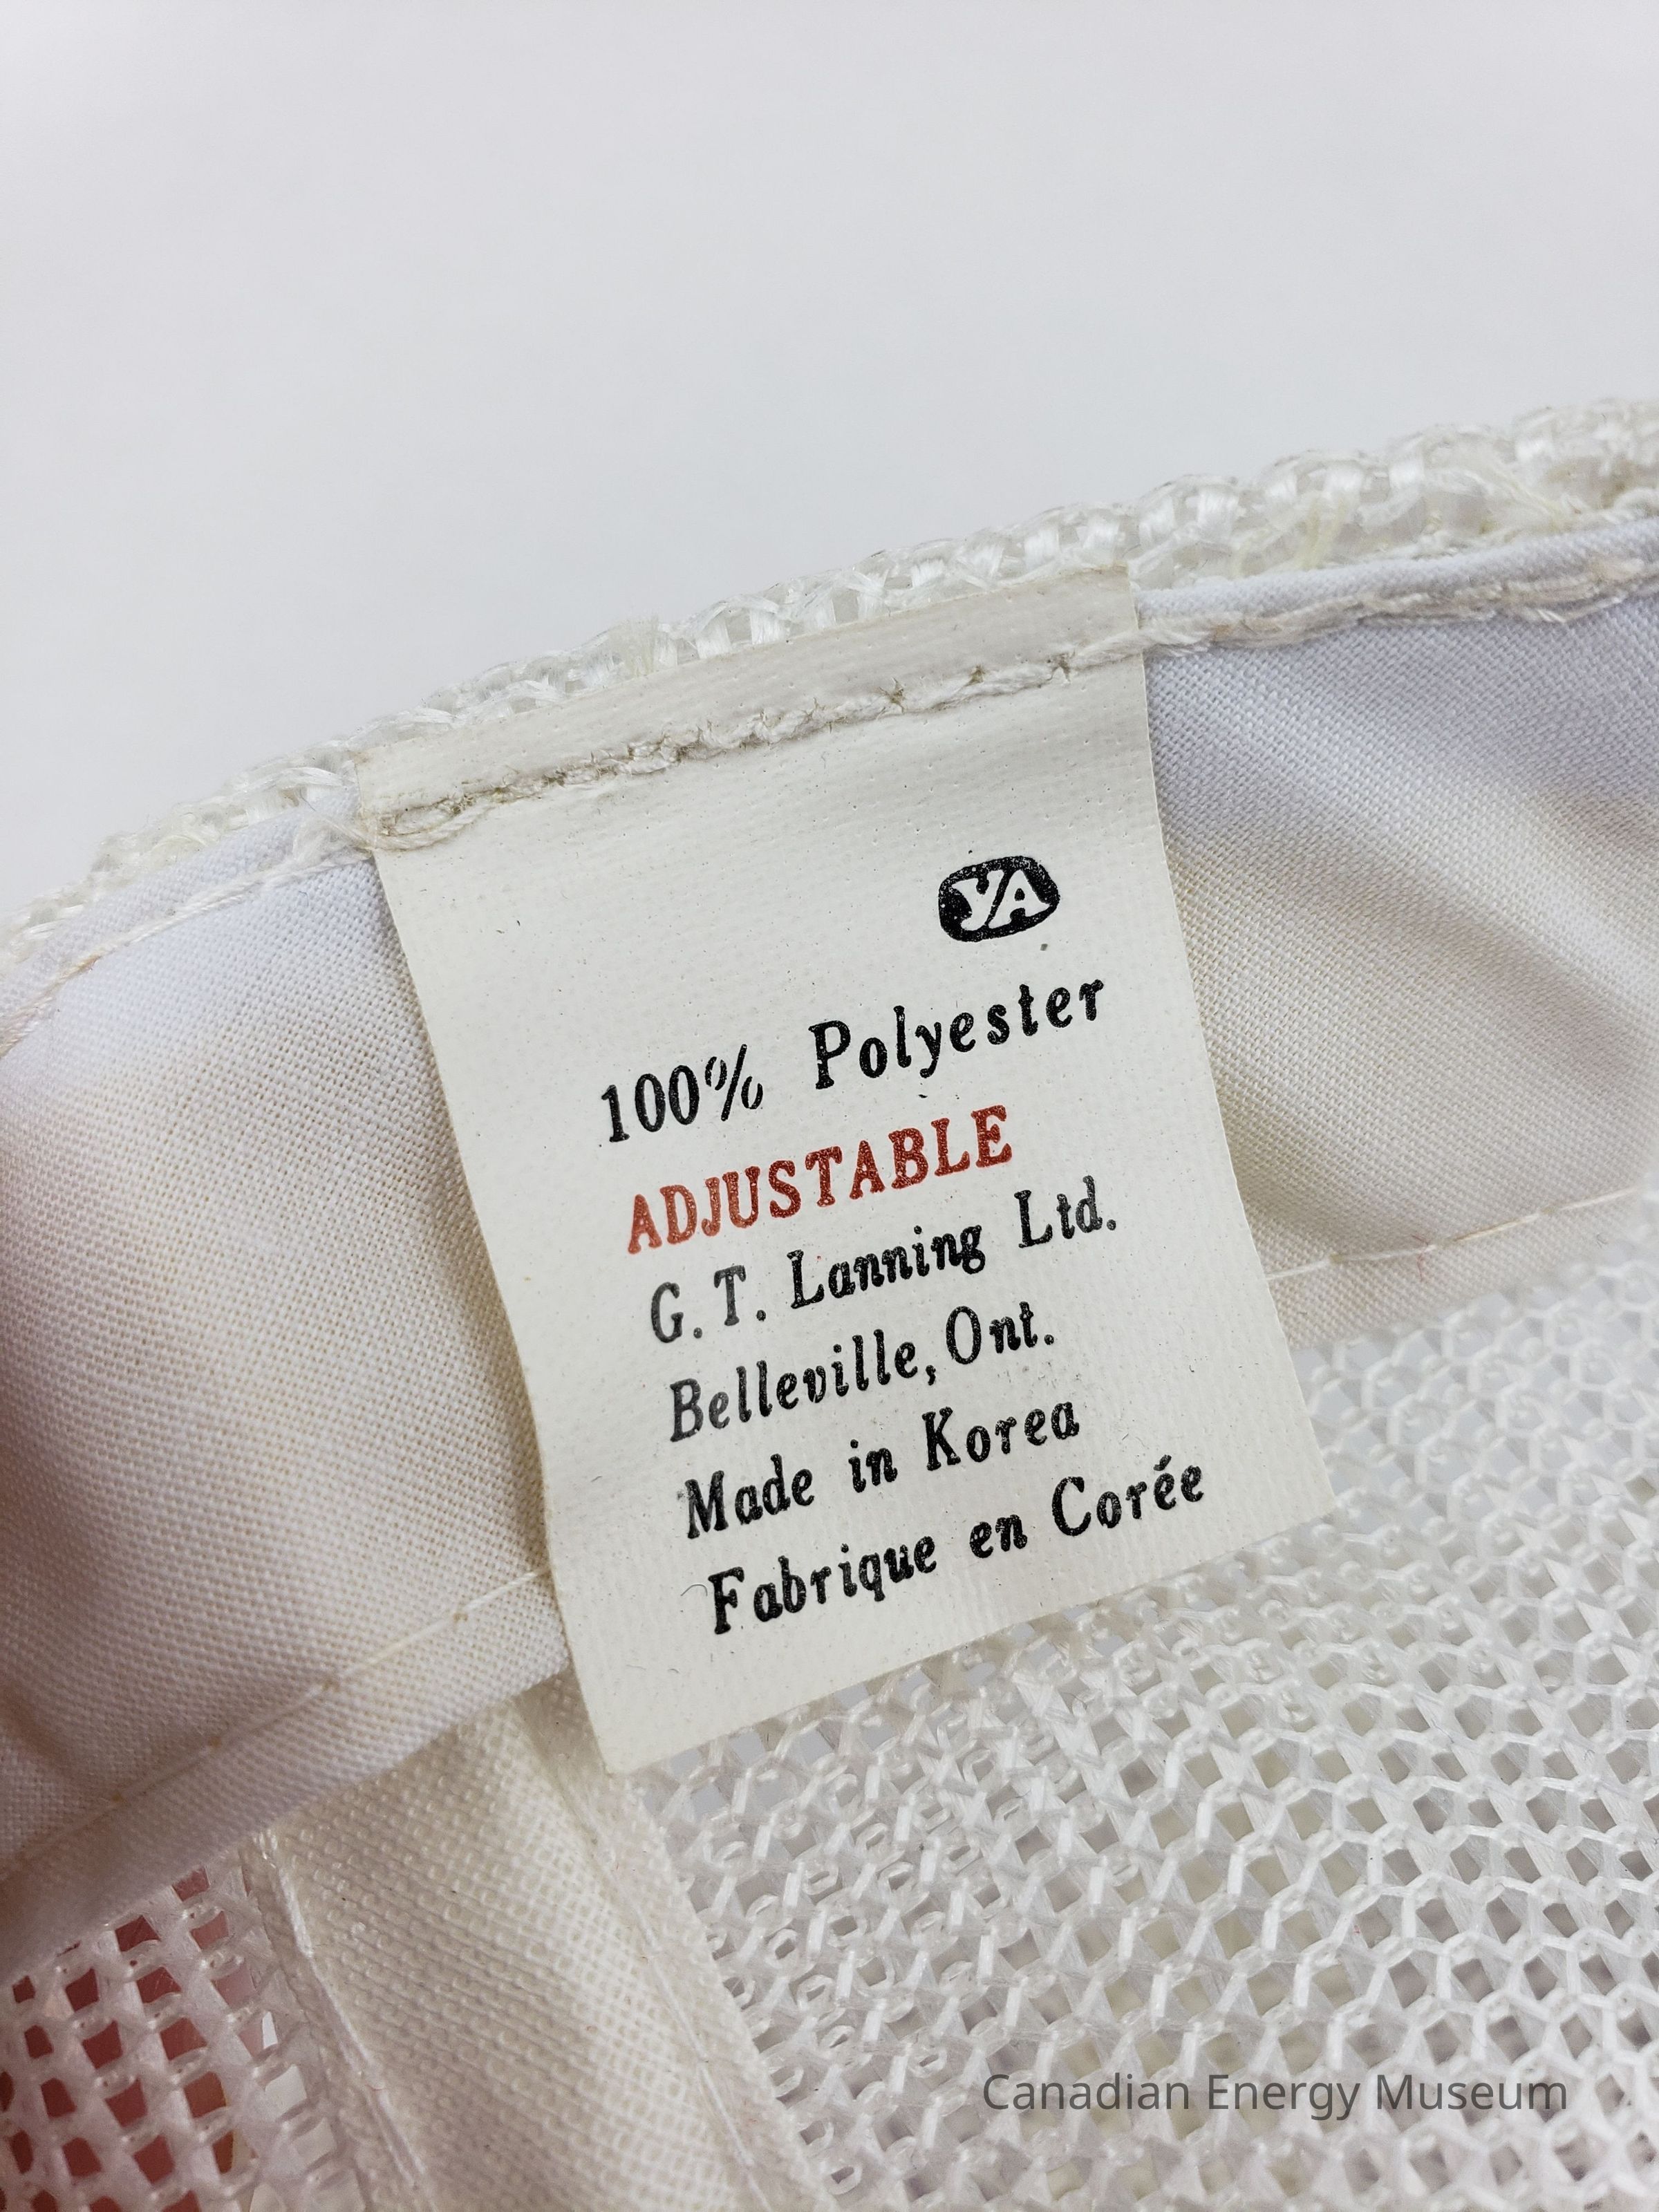 YA
100% Polyester
ADJUSTABLE
G. T. Lanning Ltd.
Belleville, Ont.
Made in Korea
Fabrique en Corée
Canadian Energy Museum